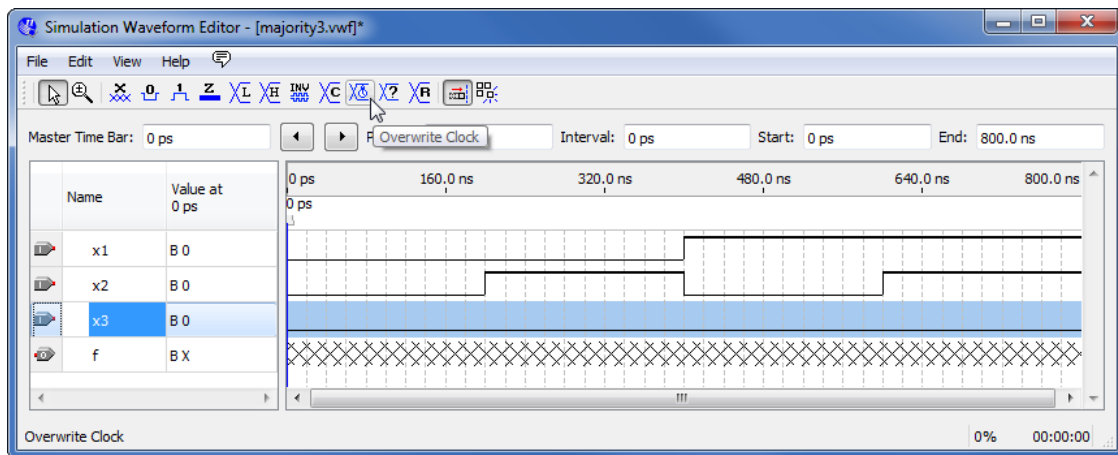 Simulation Waveform Editor - [majority3.vwf]*
File Edit View Help
X 0 1 Z L H INV C ? R
Master Time Bar: 0 ps Interval: 0 ps Start: 0 ps End: 800.0 ns
Overwrite Clock
Name Value at 0 ps
0 ps 160.0 ns 320.0 ns 480.0 ns 640.0 ns 800.0 ns
0 ps
x1 B 0
x2 B 0
x3 B 0
f B X
Overwrite Clock 0% 00:00:00